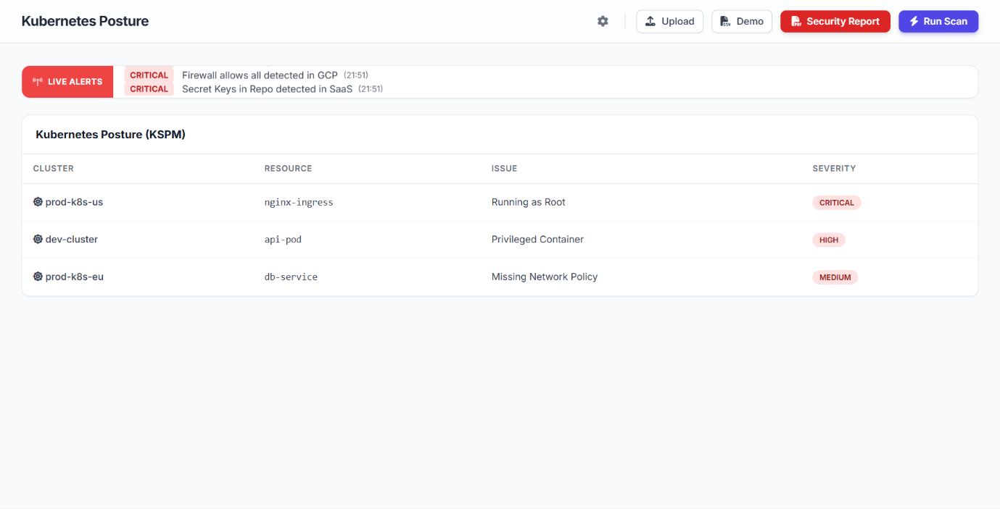 Kubernetes Posture
Upload
Demo
Security Report
Run Scan
LIVE ALERTS
CRITICAL Firewall allows all detected in GCP (21:51)
CRITICAL Secret Keys in Repo detected in SaaS (21:51)
Kubernetes Posture (KSPM)
CLUSTER RESOURCE ISSUE SEVERITY
prod-k8s-us nginx-ingress Running as Root CRITICAL
dev-cluster api-pod Privileged Container HIGH
prod-k8s-eu db-service Missing Network Policy MEDIUM